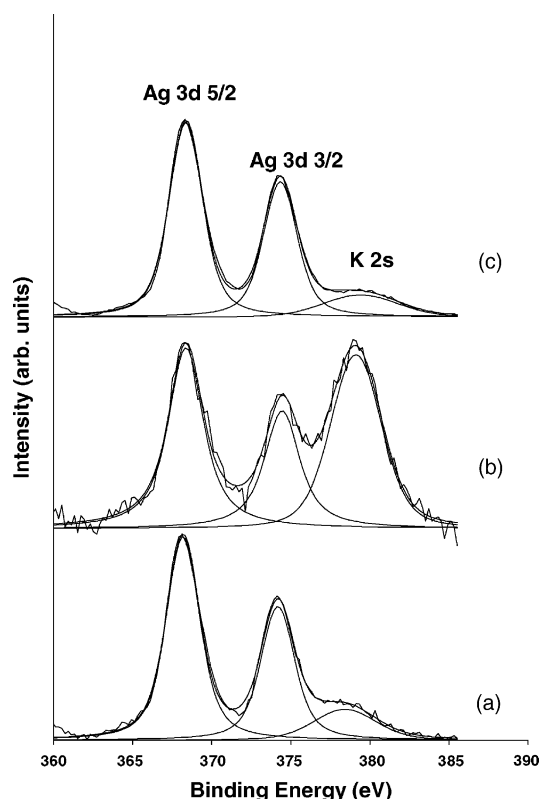 Ag 3d 5/2
Ag 3d 3/2
K 2s
(c)
Intensity (arb. units)
(b)
(a)
360 365 370 375 380 385 390
Binding Energy (eV)